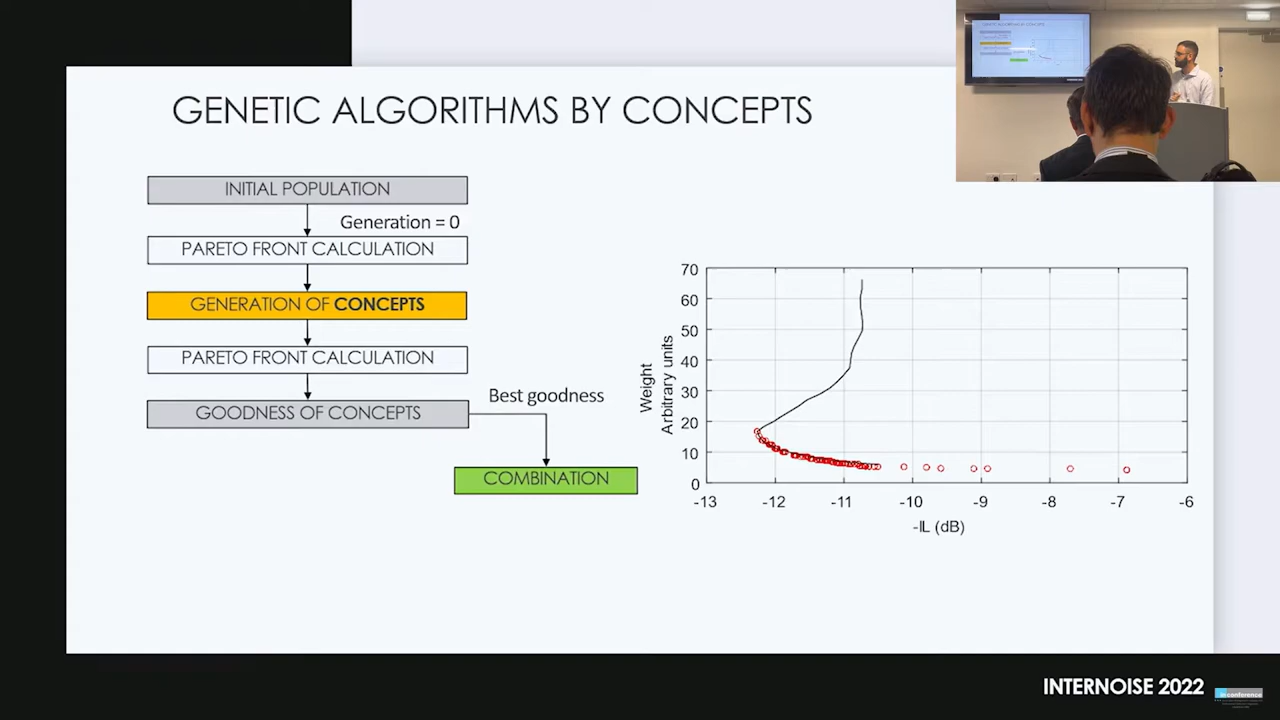 GENETIC ALGORITHMS BY CONCEPTS
INITIAL POPULATION
Generation = 0
PARETO FRONT CALCULATION
GENERATION OF CONCEPTS
PARETO FRONT CALCULATION
GOODNESS OF CONCEPTS
Best goodness
COMBINATION
Weight
Arbitrary units
70
60
50
40
30
20
10
0
-13
-12
-11
-10
-9
-8
-7
-6
-IL (dB)
INTERNOISE 2022
inconference